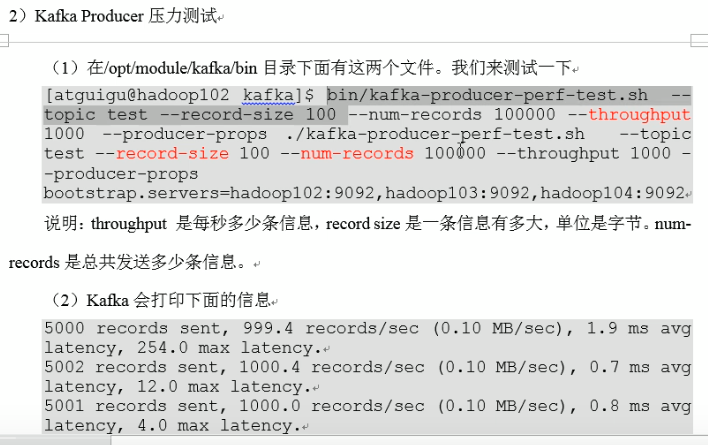 2）Kafka Producer 压力测试
（1）在/opt/module/kafka/bin 目录下面有这两个文件。我们来测试一下
[atguigu@hadoop102 kafka]$ bin/kafka-producer-perf-test.sh --
topic test --record-size 100 --num-records 100000 --throughput
1000 --producer-props ./kafka-producer-perf-test.sh --topic
test --record-size 100 --num-records 100000 --throughput 1000 -
-producer-props
bootstrap.servers=hadoop102:9092,hadoop103:9092,hadoop104:9092
说明：throughput 是每秒多少条信息，record size 是一条信息有多大，单位是字节。num-
records 是总共发送多少条信息。
（2）Kafka 会打印下面的信息
5000 records sent, 999.4 records/sec (0.10 MB/sec), 1.9 ms avg
latency, 254.0 max latency.
5002 records sent, 1000.4 records/sec (0.10 MB/sec), 0.7 ms avg
latency, 12.0 max latency.
5001 records sent, 1000.0 records/sec (0.10 MB/sec), 0.8 ms avg
latency, 4.0 max latency.